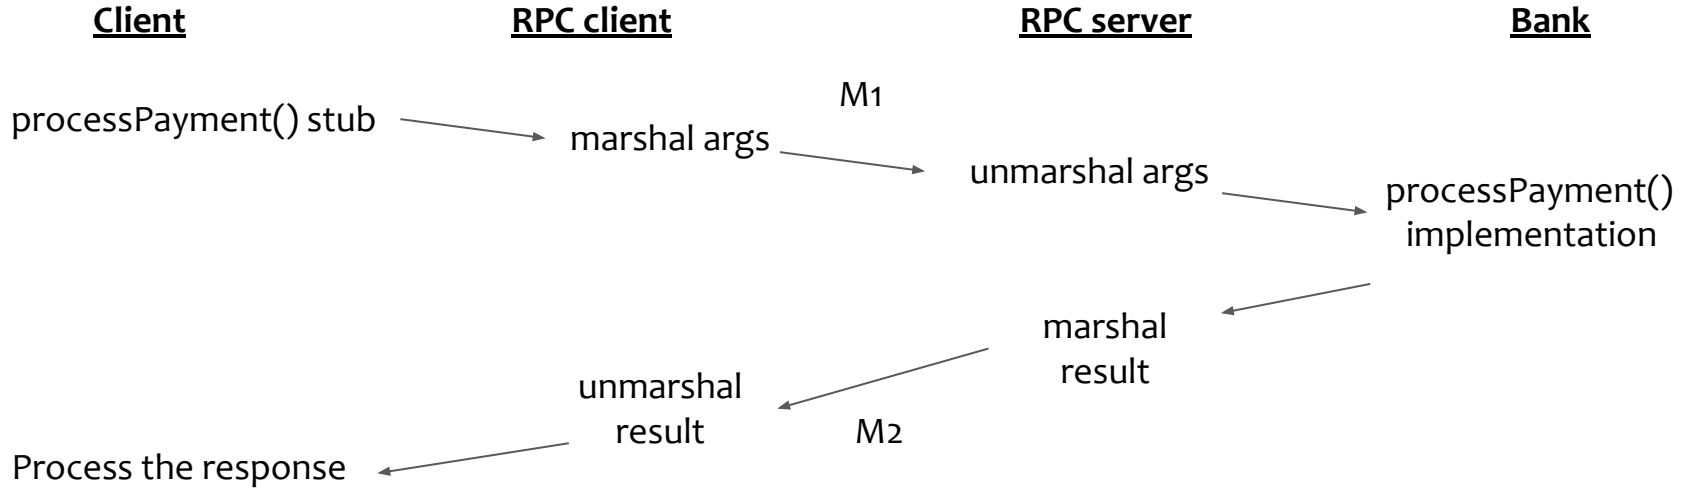 Client
RPC client
RPC server
Bank
M1
processPayment() stub
marshal args
unmarshal args
processPayment()
implementation
marshal
result
unmarshal
result
M2
Process the response